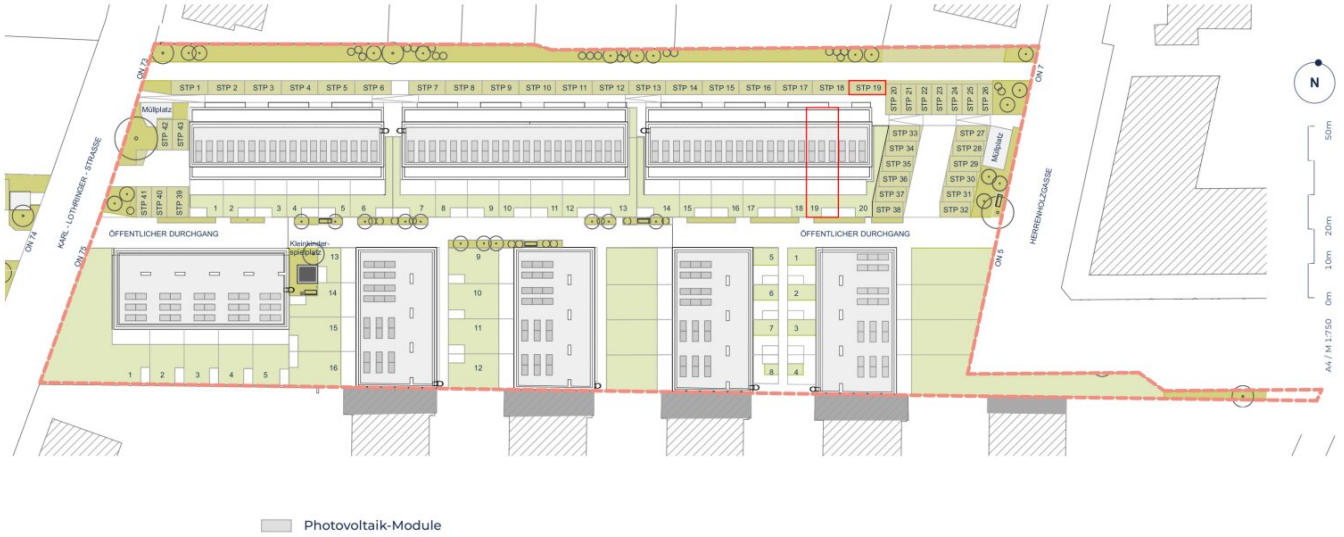 ON 73
ON 7
STP 1
STP 2
STP 3
STP 4
STP 5
STP 6
STP 7
STP 8
STP 9
STP 10
STP 11
STP 12
STP 13
STP 14
STP 15
STP 16
STP 17
STP 18
STP 19
STP 20
STP 21
STP 22
STP 23
STP 24
STP 25
STP 26
N
Müllplatz
STP 42
STP 43
STP 33
STP 34
STP 35
STP 36
STP 37
STP 38
STP 27
STP 28
STP 29
STP 30
STP 31
STP 32
Müllplatz
STP 41
STP 40
STP 39
1
2
3
4
5
6
7
8
9
10
11
12
13
14
15
16
17
18
19
20
KARL - LOTHRINGER - STRASSE
HERRENHOLZGASSE
ON 74
ON 75
ON 5
ÖFFENTLICHER DURCHGANG
ÖFFENTLICHER DURCHGANG
Kleinkinder-
spielplatz
13
14
15
16
9
10
11
12
5
6
7
8
1
2
3
4
1
2
3
4
5
50m
20m
10m
0m
A4 / M 1:750
Photovoltaik-Module